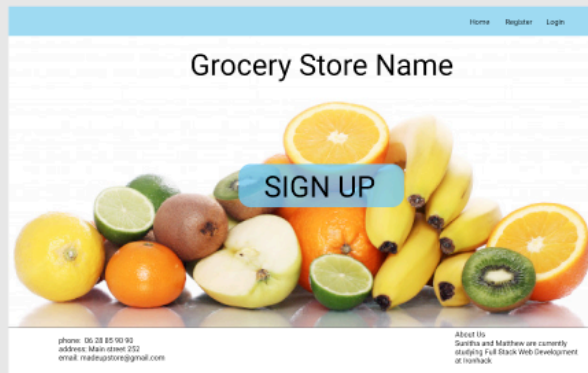 Home Register Login
Grocery Store Name
SIGN UP
phone: 06 28 85 90 90
address: Main street 252
email: madeupstore@gmail.com
About Us
Sunitha and Matthew are currently
studying Full Stack Web Development
at Ironhack